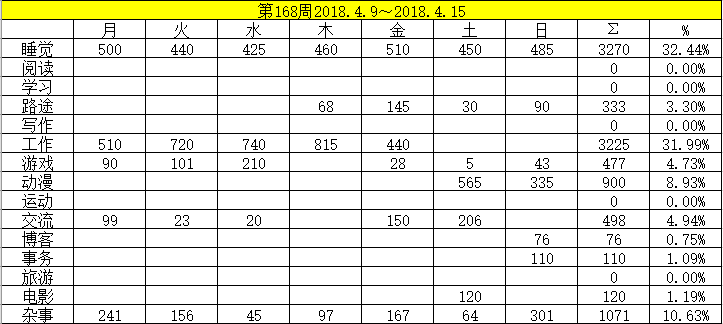 第168周2018.4.9～2018.4.15
月 火 水 木 金 土 日 Σ %
睡觉 500 440 425 460 510 450 485 3270 32.44%
阅读 0 0.00%
学习 0 0.00%
路途 68 145 30 90 333 3.30%
写作 0 0.00%
工作 510 720 740 815 440 3225 31.99%
游戏 90 101 210 28 5 43 477 4.73%
动漫 565 335 900 8.93%
运动 0 0.00%
交流 99 23 20 150 206 498 4.94%
博客 76 76 0.75%
事务 110 110 1.09%
旅游 0 0.00%
电影 120 120 1.19%
杂事 241 156 45 97 167 64 301 1071 10.63%